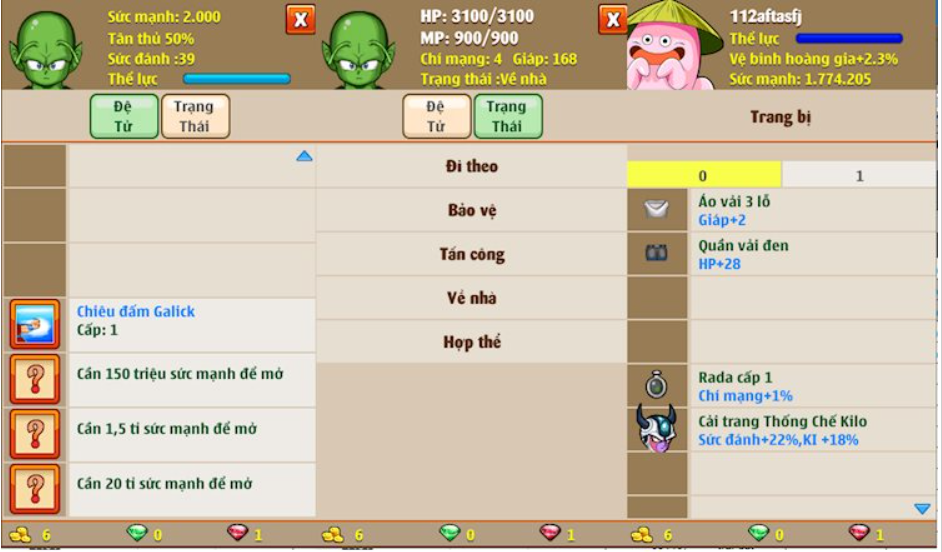 Sức mạnh: 2.000
Tân thủ 50%
Sức đánh :39
Thể lực
X
Đệ
Tử
Trạng
Thái
Chiêu đấm Galick
Cấp: 1
Cần 150 triệu sức mạnh để mở
Cần 1,5 tỉ sức mạnh để mở
Cần 20 tỉ sức mạnh để mở
6
0
1
HP: 3100/3100
MP: 900/900
Chí mạng: 4 Giáp: 168
Trạng thái :Về nhà
X
Đệ
Tử
Trạng
Thái
Đi theo
Bảo vệ
Tấn công
Về nhà
Hợp thể
6
0
1
112aftasfj
Thể lực
Vệ binh hoàng gia+2.3%
Sức mạnh: 1.774.205
Trang bị
0
1
Áo vải 3 lỗ
Giáp+2
Quần vải đen
HP+28
Rada cấp 1
Chí mạng+1%
Cải trang Thống Chế Kilo
Sức đánh+22%,KI +18%
6
0
1